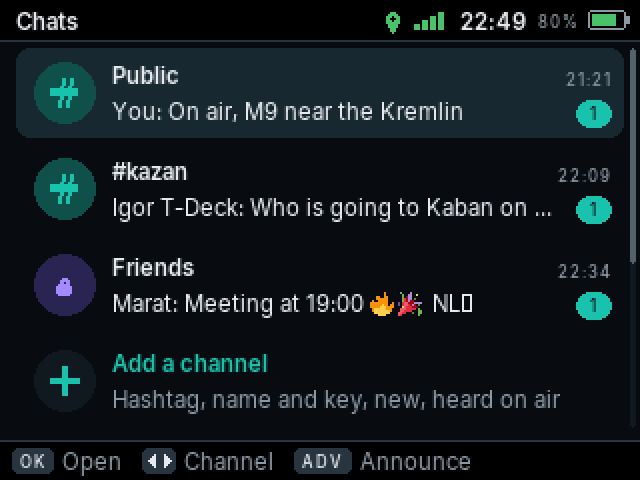 Chats 22:49 80%
Public 21:21
You: On air, M9 near the Kremlin 1
#kazan 22:09
Igor T-Deck: Who is going to Kaban on ... 1
Friends 22:34
Marat: Meeting at 19:00 🔥🎉 NL▯ 1
Add a channel
Hashtag, name and key, new, heard on air
OK Open ◀▶ Channel ADV Announce